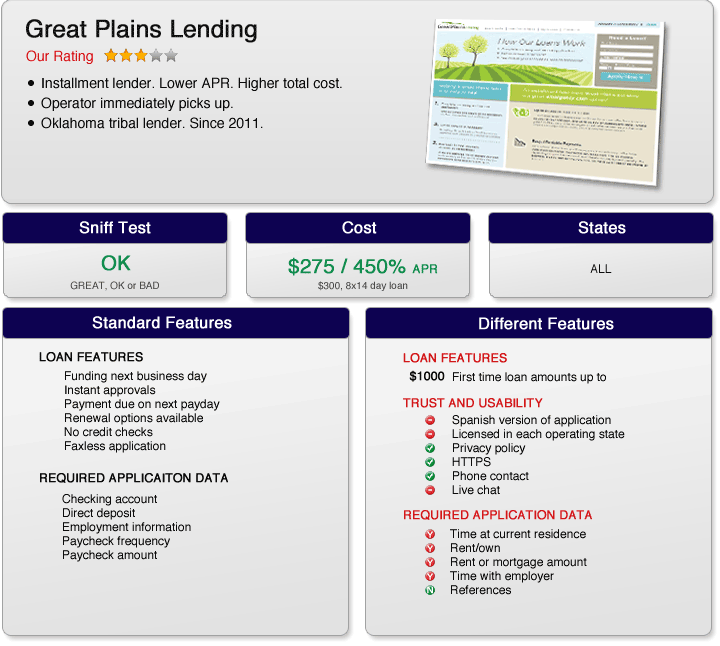 Great Plains Lending
Our Rating
Installment lender. Lower APR. Higher total cost.
Operator immediately picks up.
Oklahoma tribal lender. Since 2011.
How Our Loans Work
Need a loan?
Apply Now
Sniff Test
OK
GREAT, OK or BAD
Cost
$275 / 450% APR
$300, 8x14 day loan
States
ALL
Standard Features
LOAN FEATURES
Funding next business day
Instant approvals
Payment due on next payday
Renewal options available
No credit checks
Faxless application
REQUIRED APPLICAITON DATA
Checking account
Direct deposit
Employment information
Paycheck frequency
Paycheck amount
Different Features
LOAN FEATURES
$1000 First time loan amounts up to
TRUST AND USABILITY
Spanish version of application
Licensed in each operating state
Privacy policy
HTTPS
Phone contact
Live chat
REQUIRED APPLICATION DATA
Y Time at current residence
Y Rent/own
Y Rent or mortgage amount
Y Time with employer
N References